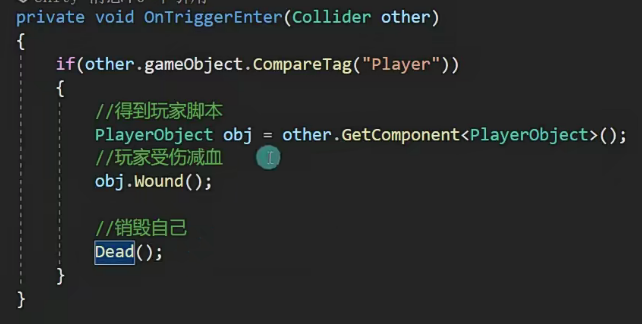 private void OnTriggerEnter(Collider other)
{
if(other.gameObject.CompareTag("Player"))
{
//得到玩家脚本
PlayerObject obj = other.GetComponent<PlayerObject>();
//玩家受伤减血
obj.Wound();
//销毁自己
Dead();
}
}